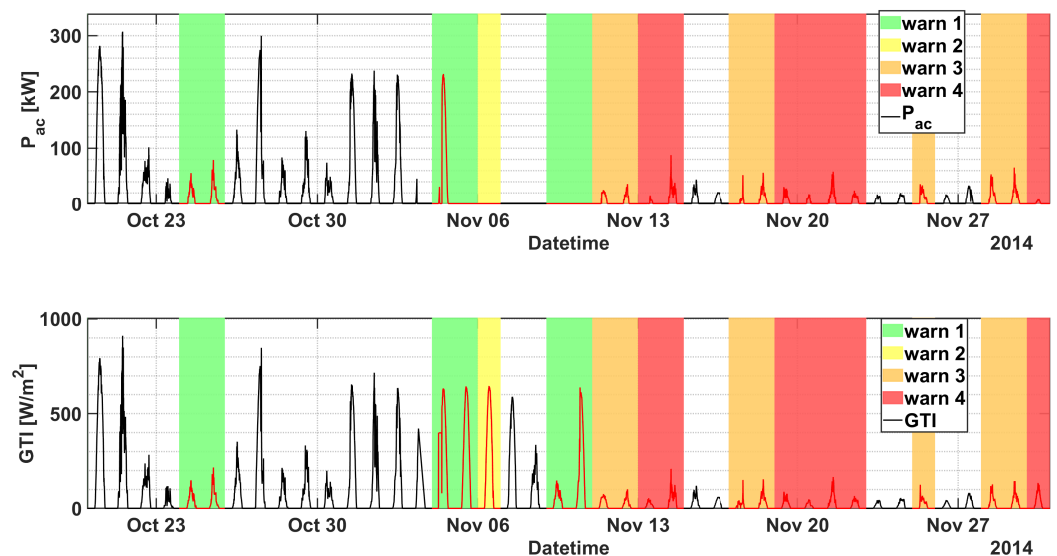 300
200
100
0
P_ac [kW]
warn 1
warn 2
warn 3
warn 4
P_ac
Oct 23
Oct 30
Nov 06
Nov 13
Nov 20
Nov 27
Datetime
2014
1000
500
0
GTI [W/m²]
warn 1
warn 2
warn 3
warn 4
GTI
Oct 23
Oct 30
Nov 06
Nov 13
Nov 20
Nov 27
Datetime
2014